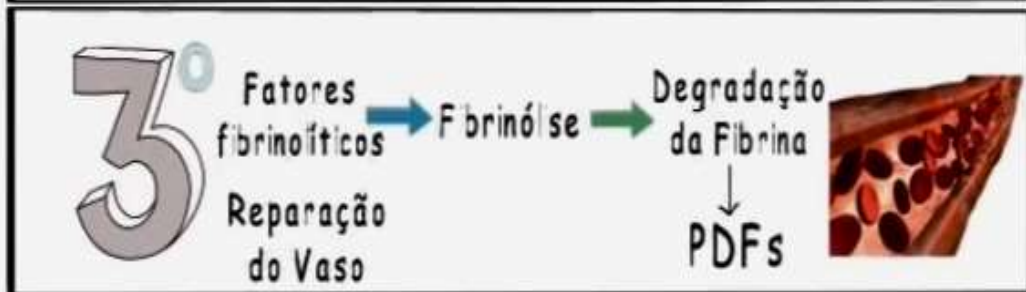 3º
Fatores
fibrinolíticos
Fibrinólise
Degradação
da Fibrina
PDFs
Reparação
do Vaso